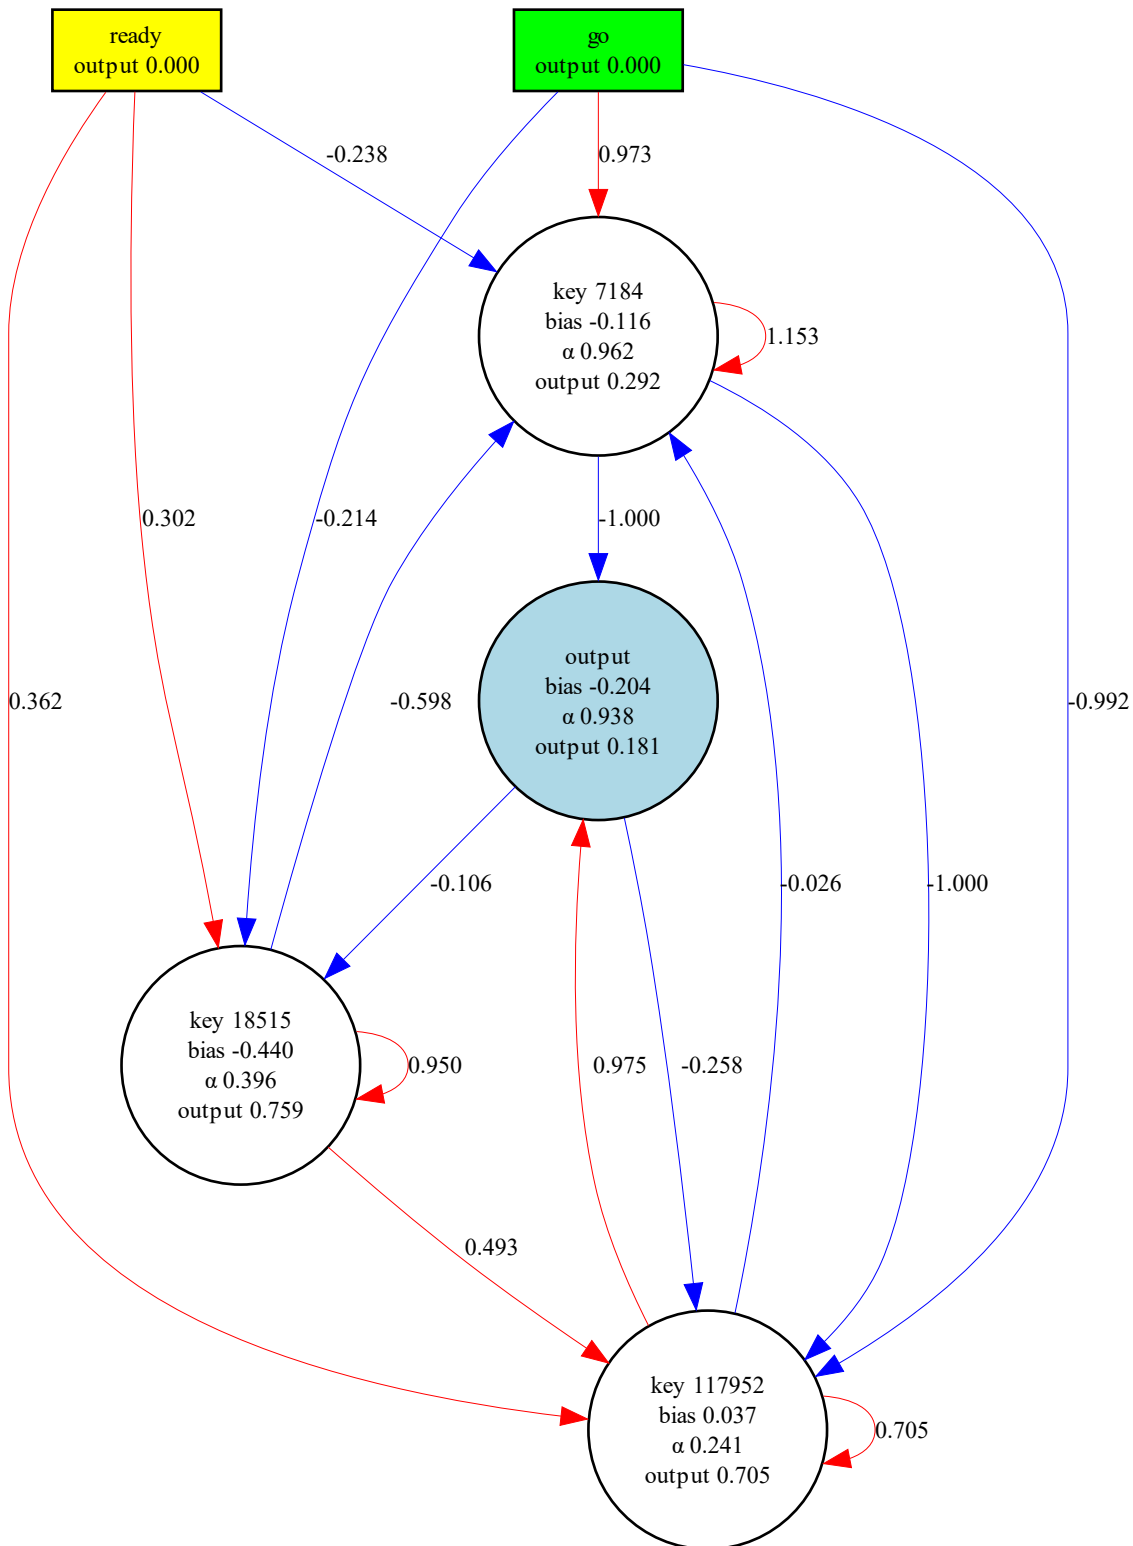 ready
output 0.000
go
output 0.000
-0.238
0.973
key 7184
bias -0.116
α 0.962
output 0.292
1.153
0.302
-0.214
-1.000
output
bias -0.204
α 0.938
output 0.181
0.362
-0.598
-0.992
-0.106
-0.026
-1.000
key 18515
bias -0.440
α 0.396
output 0.759
0.950
0.975
-0.258
0.493
key 117952
bias 0.037
α 0.241
output 0.705
0.705